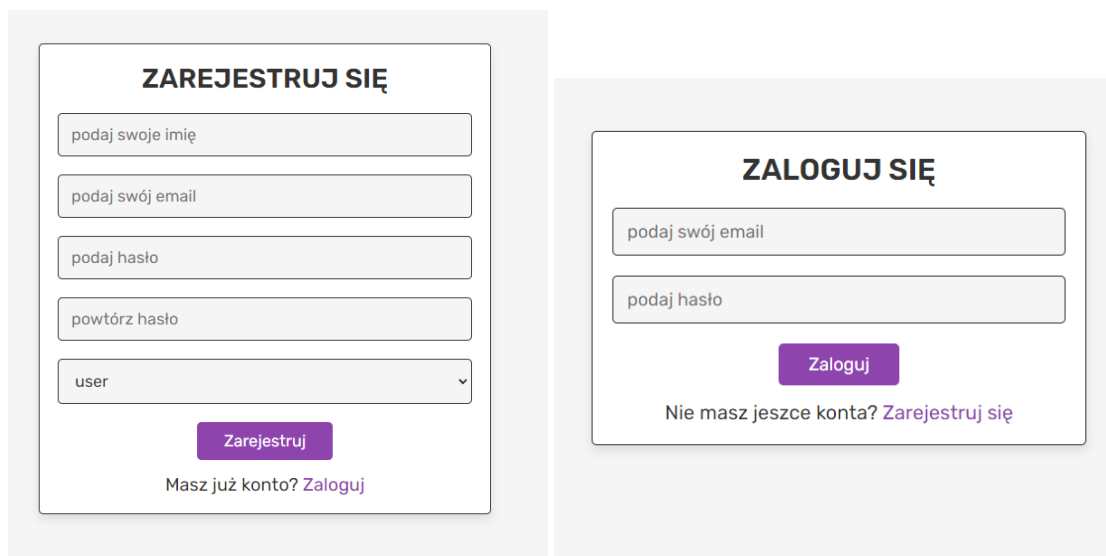 ZAREJESTRUJ SIĘ
podaj swoje imię
podaj swój email
podaj hasło
powtórz hasło
user
Zarejestruj
Masz już konto? Zaloguj
ZALOGUJ SIĘ
podaj swój email
podaj hasło
Zaloguj
Nie masz jeszce konta? Zarejestruj się